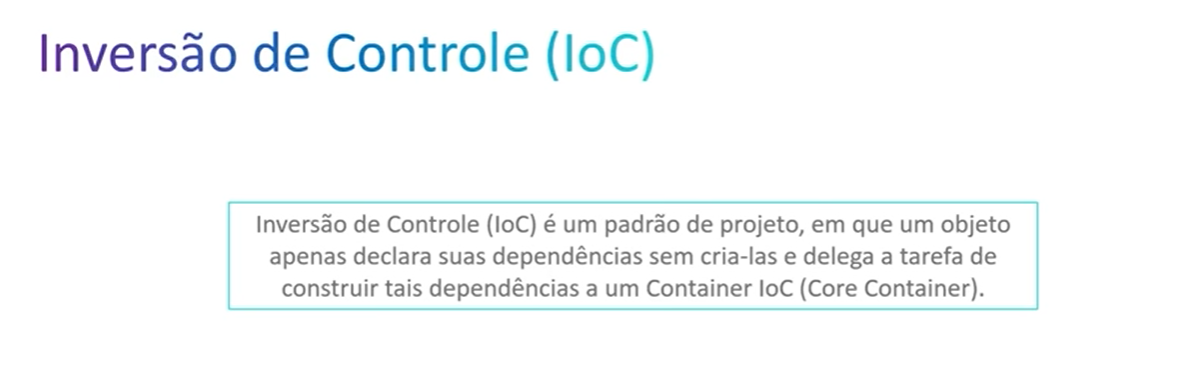 Inversão de Controle (IoC)
Inversão de Controle (IoC) é um padrão de projeto, em que um objeto
apenas declara suas dependências sem cria-las e delega a tarefa de
construir tais dependências a um Container IoC (Core Container).